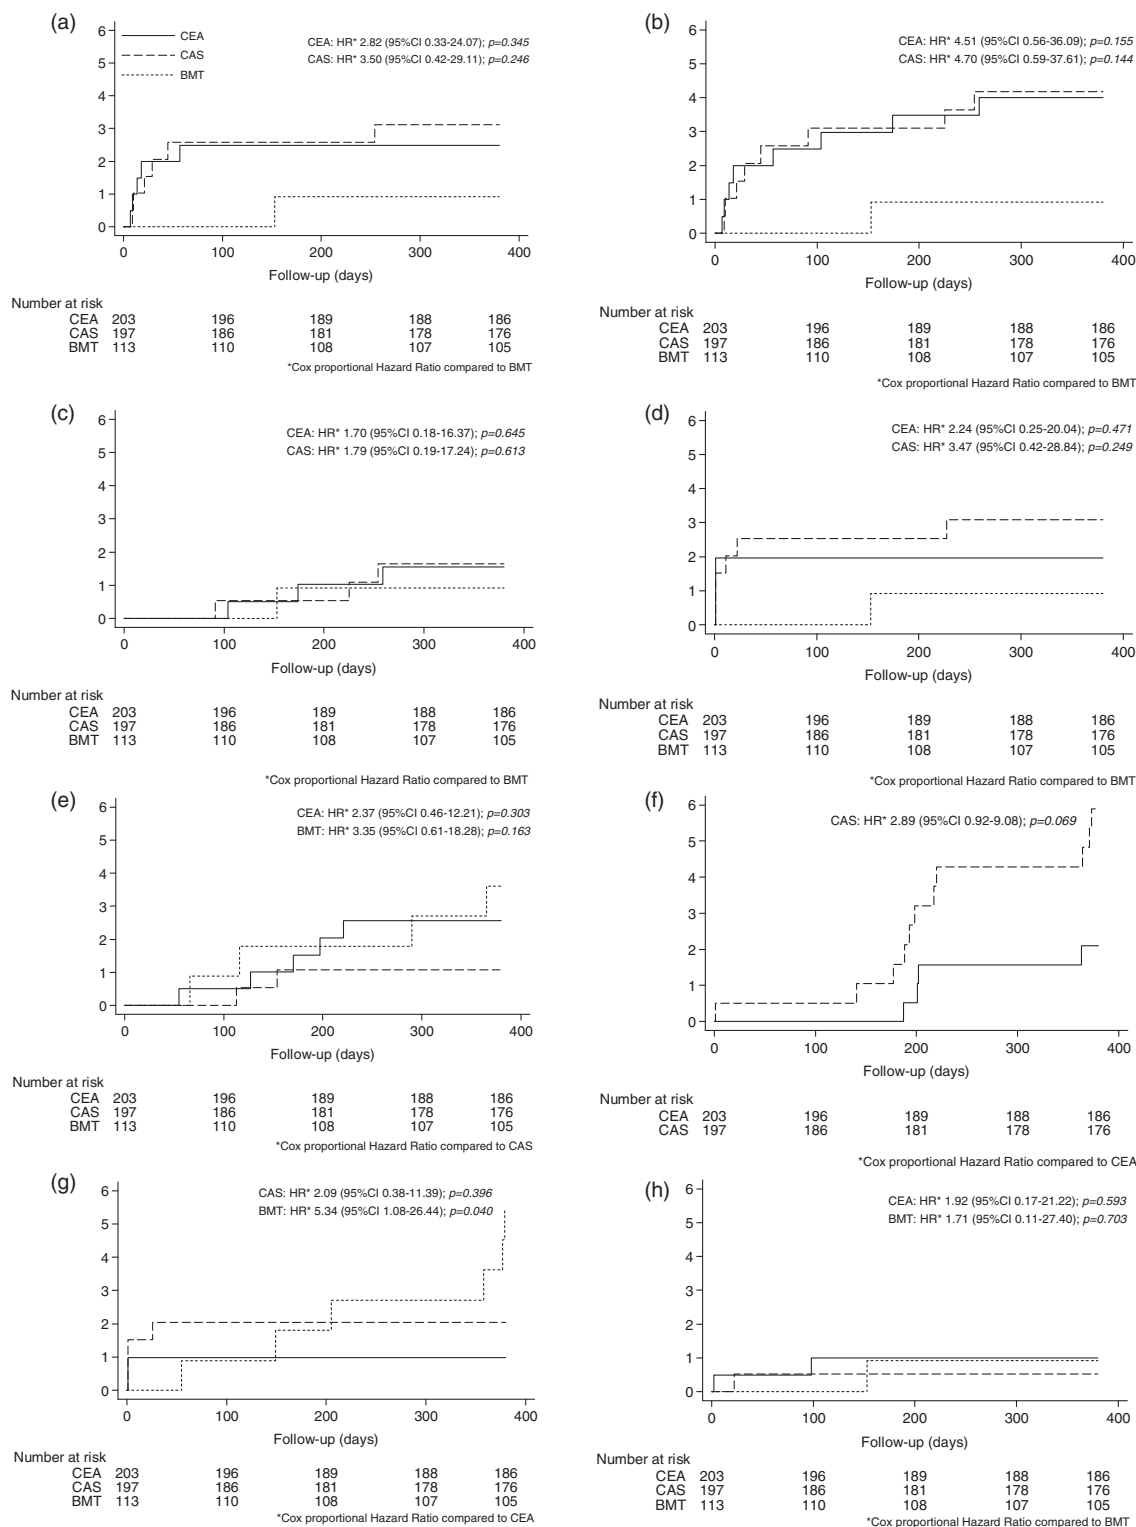 (a)
CEA
CAS
BMT
CEA: HR* 2.82 (95%CI 0.33-24.07); p=0.345
CAS: HR* 3.50 (95%CI 0.42-29.11); p=0.246
6
5
4
3
2
1
0
0 100 200 300 400
Follow-up (days)
Number at risk
CEA 203 196 189 188 186
CAS 197 186 181 178 176
BMT 113 110 108 107 105
*Cox proportional Hazard Ratio compared to BMT
(b)
CEA: HR* 4.51 (95%CI 0.56-36.09); p=0.155
CAS: HR* 4.70 (95%CI 0.59-37.61); p=0.144
6
5
4
3
2
1
0
0 100 200 300 400
Follow-up (days)
Number at risk
CEA 203 196 189 188 186
CAS 197 186 181 178 176
BMT 113 110 108 107 105
*Cox proportional Hazard Ratio compared to BMT
(c)
CEA: HR* 1.70 (95%CI 0.18-16.37); p=0.645
CAS: HR* 1.79 (95%CI 0.19-17.24); p=0.613
6
5
4
3
2
1
0
0 100 200 300 400
Follow-up (days)
Number at risk
CEA 203 196 189 188 186
CAS 197 186 181 178 176
BMT 113 110 108 107 105
*Cox proportional Hazard Ratio compared to BMT
(d)
CEA: HR* 2.24 (95%CI 0.25-20.04); p=0.471
CAS: HR* 3.47 (95%CI 0.42-28.84); p=0.249
6
5
4
3
2
1
0
0 100 200 300 400
Follow-up (days)
Number at risk
CEA 203 196 189 188 186
CAS 197 186 181 178 176
BMT 113 110 108 107 105
*Cox proportional Hazard Ratio compared to BMT
(e)
CEA: HR* 2.37 (95%CI 0.46-12.21); p=0.303
BMT: HR* 3.35 (95%CI 0.61-18.28); p=0.163
6
5
4
3
2
1
0
0 100 200 300 400
Follow-up (days)
Number at risk
CEA 203 196 189 188 186
CAS 197 186 181 178 176
BMT 113 110 108 107 105
*Cox proportional Hazard Ratio compared to CAS
(f)
CAS: HR* 2.89 (95%CI 0.92-9.08); p=0.069
6
5
4
3
2
1
0
0 100 200 300 400
Follow-up (days)
Number at risk
CEA 203 196 189 188 186
CAS 197 186 181 178 176
*Cox proportional Hazard Ratio compared to CEA
(g)
CAS: HR* 2.09 (95%CI 0.38-11.39); p=0.396
BMT: HR* 5.34 (95%CI 1.08-26.44); p=0.040
6
5
4
3
2
1
0
0 100 200 300 400
Follow-up (days)
Number at risk
CEA 203 196 189 188 186
CAS 197 186 181 178 176
BMT 113 110 108 107 105
*Cox proportional Hazard Ratio compared to CEA
(h)
CEA: HR* 1.92 (95%CI 0.17-21.22); p=0.593
BMT: HR* 1.71 (95%CI 0.11-27.40); p=0.703
6
5
4
3
2
1
0
0 100 200 300 400
Follow-up (days)
Number at risk
CEA 203 196 189 188 186
CAS 197 186 181 178 176
BMT 113 110 108 107 105
*Cox proportional Hazard Ratio compared to BMT